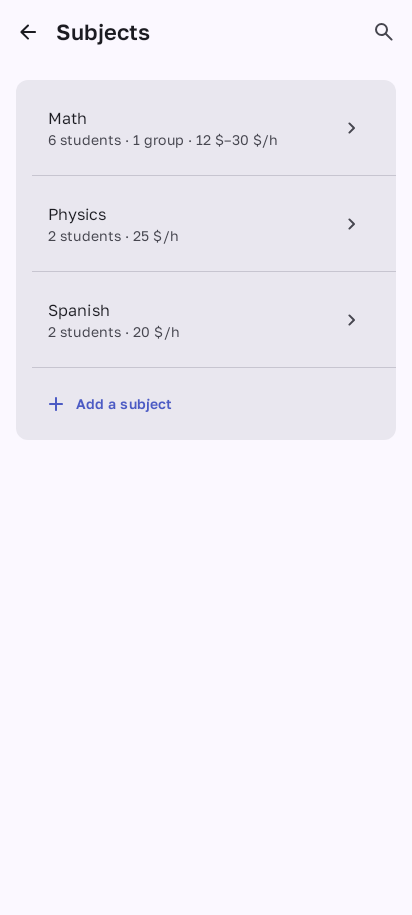 Subjects
Math
6 students · 1 group · 12 $–30 $/h
Physics
2 students · 25 $/h
Spanish
2 students · 20 $/h
Add a subject